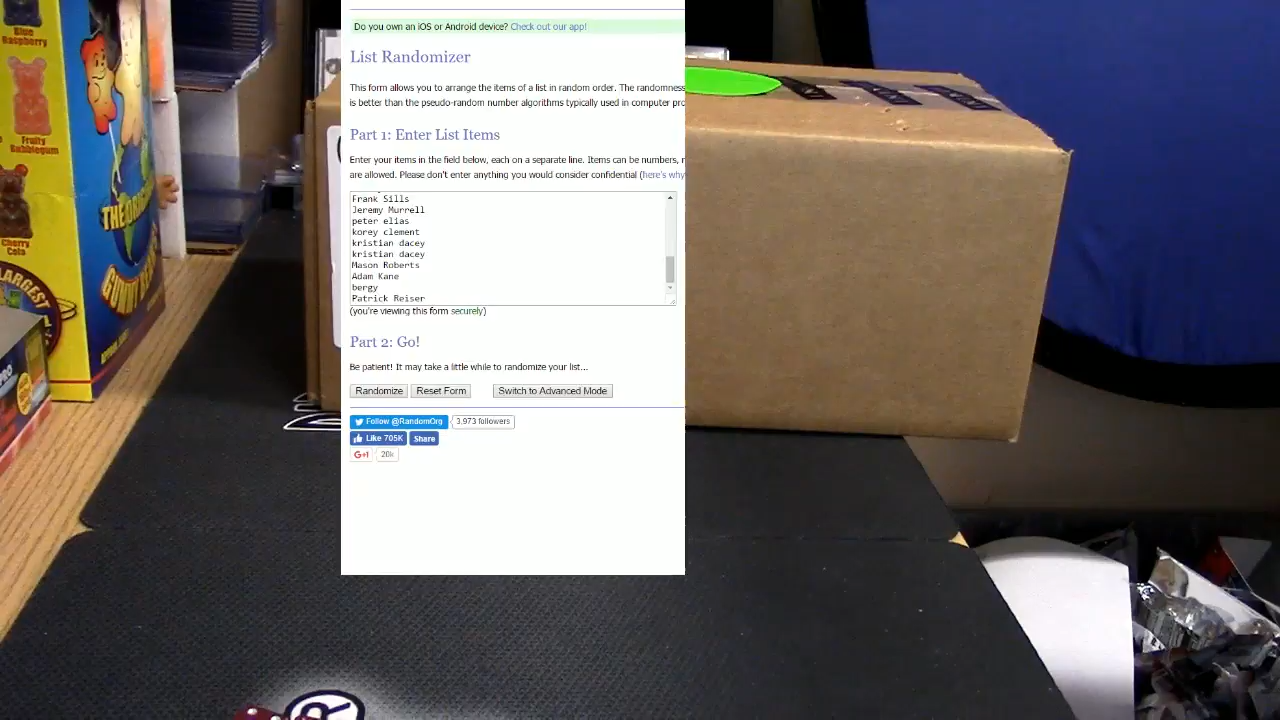 Do you own an iOS or Android device? Check out our app!
List Randomizer
This form allows you to arrange the items of a list in random order. The randomness
is better than the pseudo-random number algorithms typically used in computer pro
Part 1: Enter List Items
Enter your items in the field below, each on a separate line. Items can be numbers, n
are allowed. Please don't enter anything you would consider confidential (here's why
Frank Sills
Jeremy Murrell
peter elias
korey clement
kristian dacey
kristian dacey
Mason Roberts
Adam Kane
bergy
Patrick Reiser
(you're viewing this form securely)
Part 2: Go!
Be patient! It may take a little while to randomize your list...
Randomize Reset Form Switch to Advanced Mode
Follow @RandomOrg 3,973 followers
Like 705K Share
G+1 20k
Blue
Raspberry
Fruity
Bubblegum
Cherry
Cola
LARGEST
THE
GUMMY
PRO
R